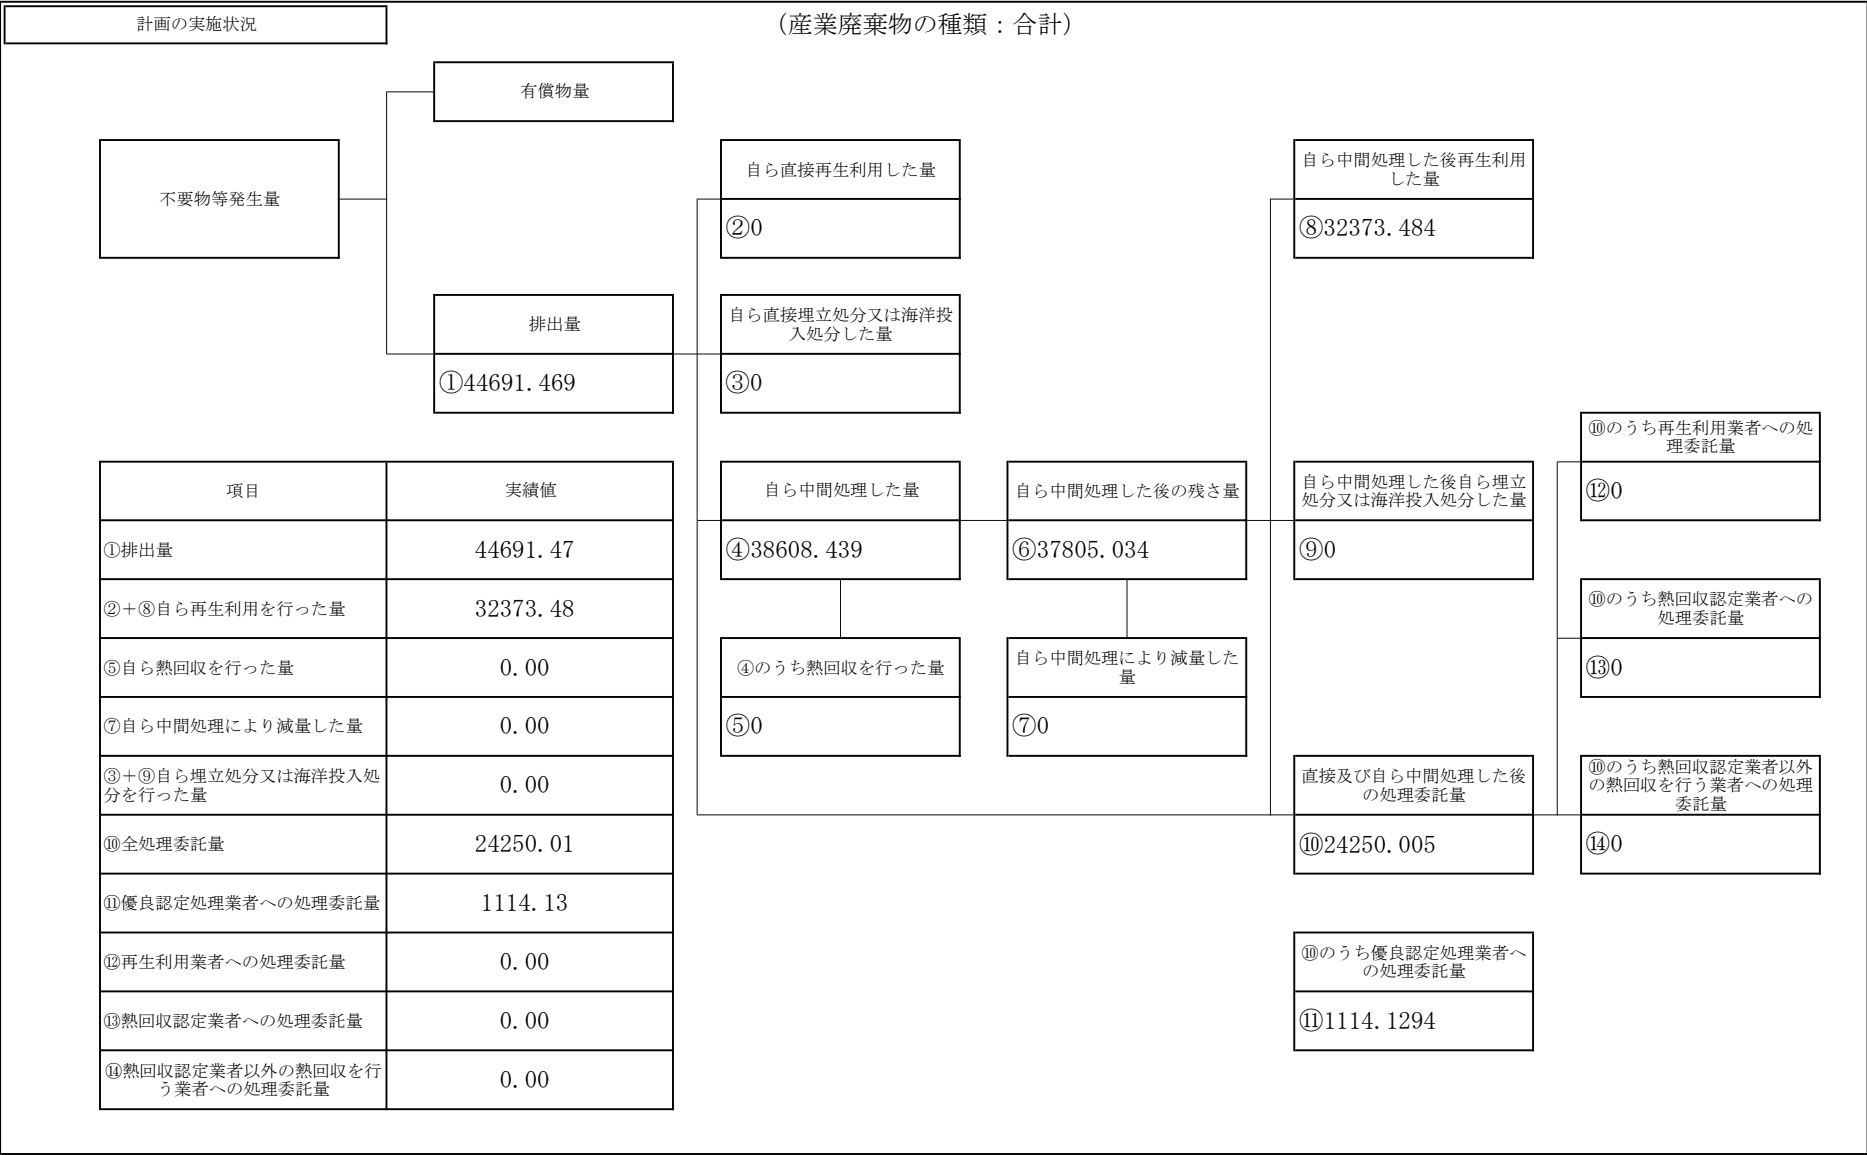 計画の実施状況
（産業廃棄物の種類：合計）
有償物量
不要物等発生量
排出量
①44691.469
自ら直接再生利用した量
②0
自ら直接埋立処分又は海洋投
入処分した量
③0
自ら中間処理した量
④38608.439
④のうち熱回収を行った量
⑤0
自ら中間処理した後の残さ量
⑥37805.034
自ら中間処理により減量した
量
⑦0
自ら中間処理した後再生利用
した量
⑧32373.484
自ら中間処理した後自ら埋立
処分又は海洋投入処分した量
⑨0
直接及び自ら中間処理した後
の処理委託量
⑩24250.005
⑩のうち優良認定処理業者へ
の処理委託量
⑪1114.1294
⑩のうち再生利用業者への処
理委託量
⑫0
⑩のうち熱回収認定業者への
処理委託量
⑬0
⑩のうち熱回収認定業者以外
の熱回収を行う業者への処理
委託量
⑭0
項目 実績値
①排出量 44691.47
②＋⑧自ら再生利用を行った量 32373.48
⑤自ら熱回収を行った量 0.00
⑦自ら中間処理により減量した量 0.00
③＋⑨自ら埋立処分又は海洋投入処
分を行った量 0.00
⑩全処理委託量 24250.01
⑪優良認定処理業者への処理委託量 1114.13
⑫再生利用業者への処理委託量 0.00
⑬熱回収認定業者への処理委託量 0.00
⑭熱回収認定業者以外の熱回収を行
う業者への処理委託量 0.00